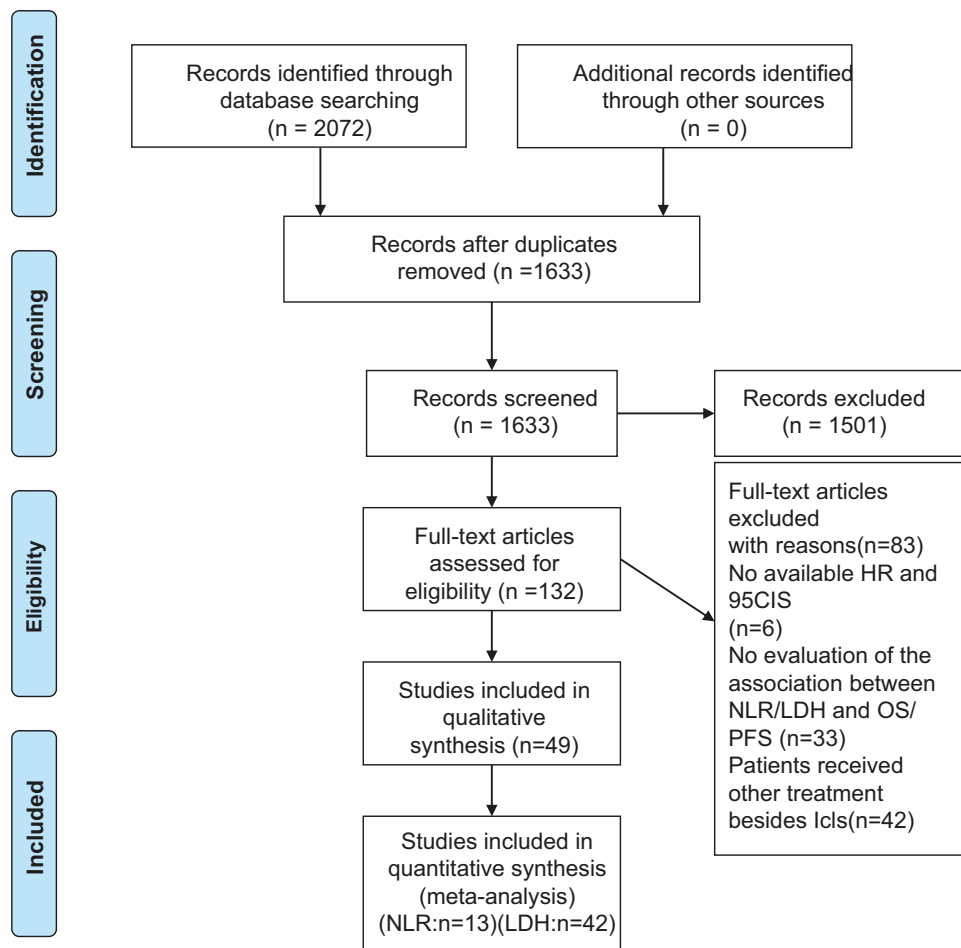 Identification
Records identified through
database searching
(n = 2072)
Additional records identified
through other sources
(n = 0)
Records after duplicates
removed (n =1633)
Screening
Records screened
(n = 1633)
Records excluded
(n = 1501)
Eligibility
Full-text articles
assessed for
eligibility (n =132)
Full-text articles
excluded
with reasons(n=83)
No available HR and
95CIS
(n=6)
No evaluation of the
association between
NLR/LDH and OS/
PFS (n=33)
Patients received
other treatment
besides Icls(n=42)
Studies included in
qualitative
synthesis (n=49)
Included
Studies included in
quantitative synthesis
(meta-analysis)
(NLR:n=13)(LDH:n=42)